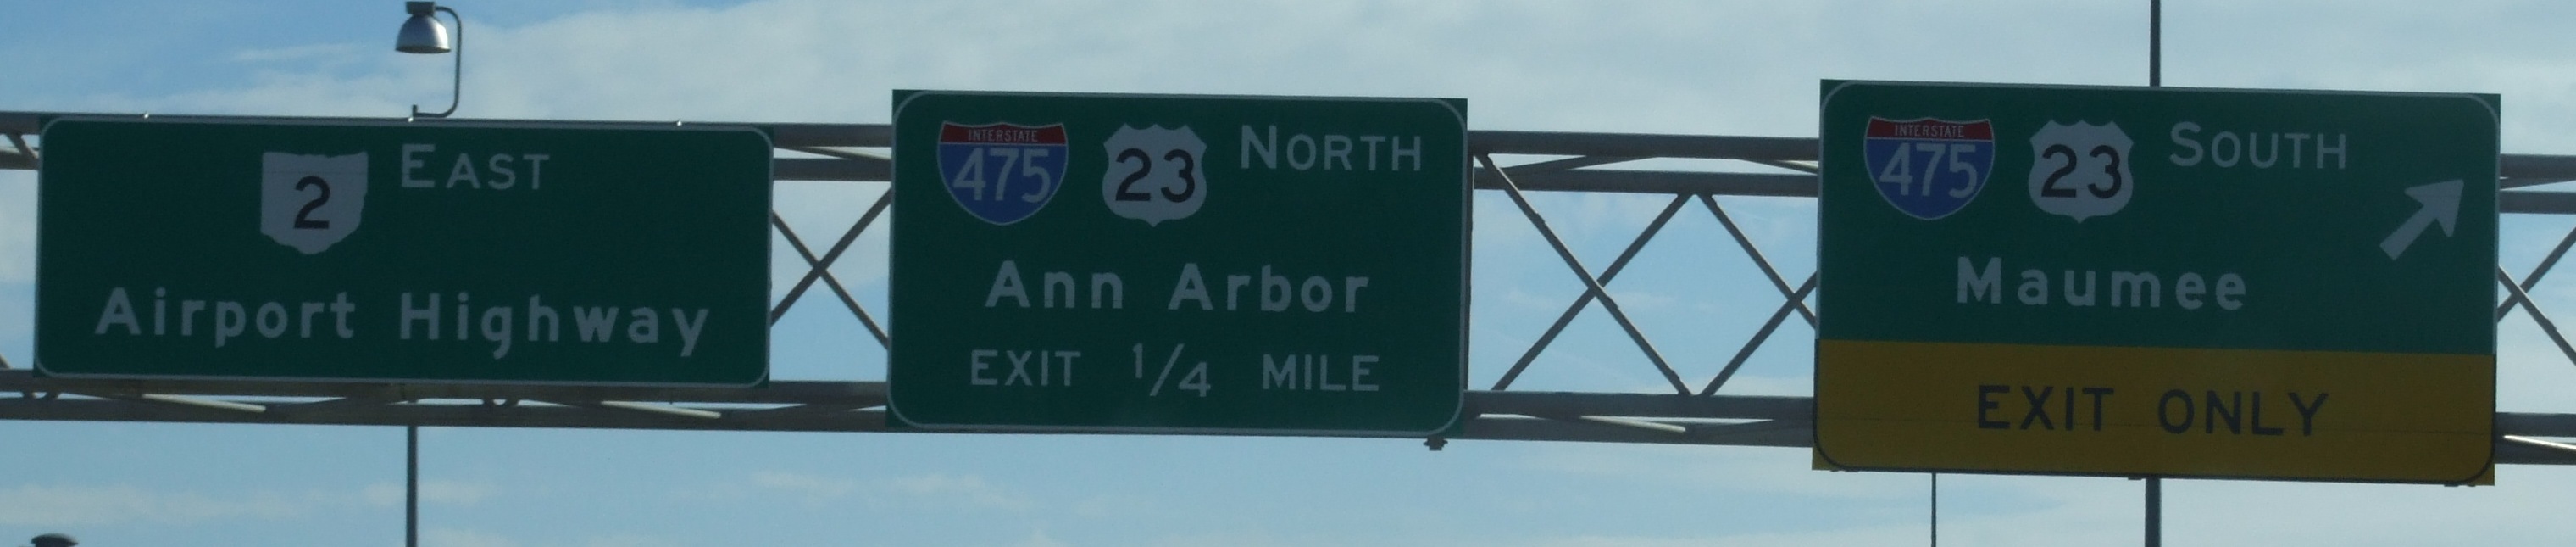 2 EAST
Airport Highway
INTERSTATE 475 23 NORTH
Ann Arbor
EXIT 1/4 MILE
INTERSTATE 475 23 SOUTH
Maumee
EXIT ONLY